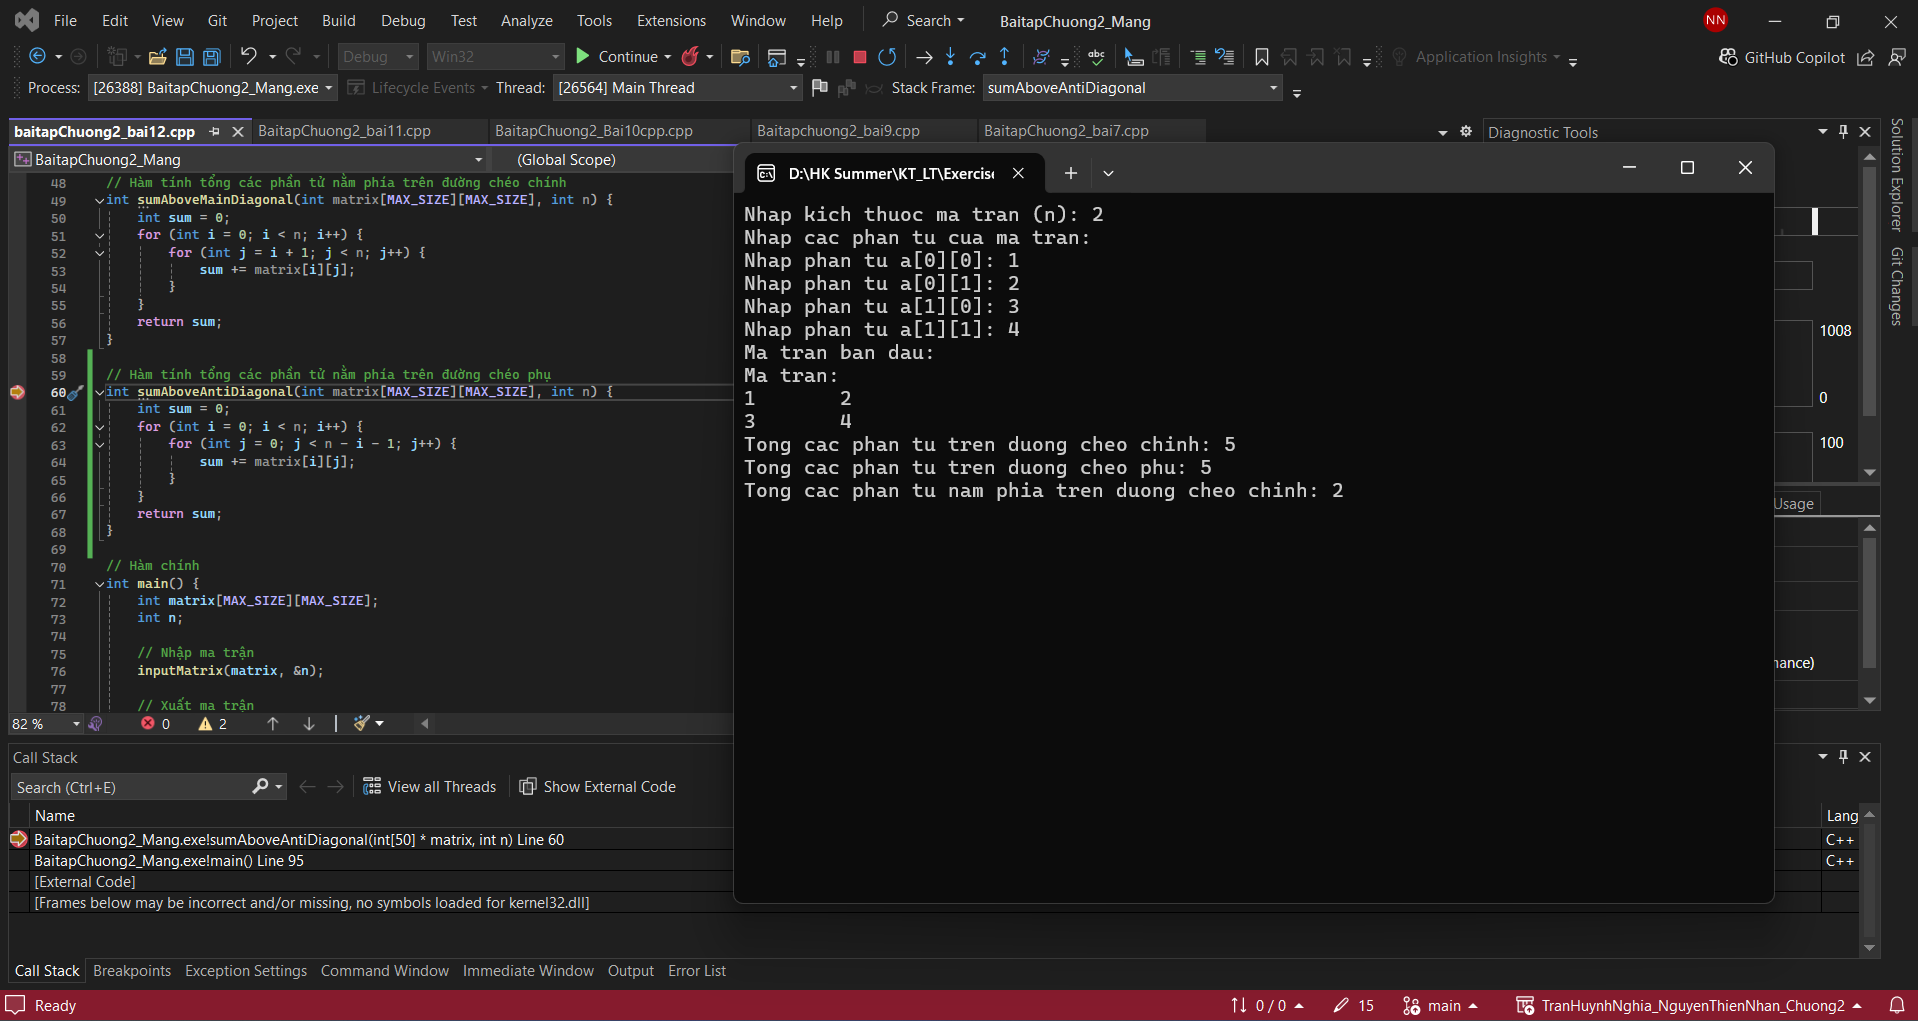 File Edit View Git Project Build Debug Test Analyze Tools Extensions Window Help Search BaitapChuong2_Mang NN
Debug Win32 Continue abc Application Insights GitHub Copilot
Process: [26388] BaitapChuong2_Mang.exe Lifecycle Events Thread: [26564] Main Thread Stack Frame: sumAboveAntiDiagonal
baitapChuong2_bai12.cpp BaitapChuong2_bai11.cpp BaitapChuong2_Bai10cpp.cpp Baitapchuong2_bai9.cpp BaitapChuong2_bai7.cpp
BaitapChuong2_Mang (Global Scope)
48 // Hàm tính tổng các phần tử nằm phía trên đường chéo chính
49 int sumAboveMainDiagonal(int matrix[MAX_SIZE][MAX_SIZE], int n) {
50 int sum = 0;
51 for (int i = 0; i < n; i++) {
52 for (int j = i + 1; j < n; j++) {
53 sum += matrix[i][j];
54 }
55 }
56 return sum;
57 }
58
59 // Hàm tính tổng các phần tử nằm phía trên đường chéo phụ
60 int sumAboveAntiDiagonal(int matrix[MAX_SIZE][MAX_SIZE], int n) {
61 int sum = 0;
62 for (int i = 0; i < n; i++) {
63 for (int j = 0; j < n - i - 1; j++) {
64 sum += matrix[i][j];
65 }
66 }
67 return sum;
68 }
69
70 // Hàm chính
71 int main() {
72 int matrix[MAX_SIZE][MAX_SIZE];
73 int n;
74
75 // Nhập ma trận
76 inputMatrix(matrix, &n);
77
78 // Xuất ma trận
82 % 0 2
D:\HK Summer\KT_LT\Exercise
Nhap kich thuoc ma tran (n): 2
Nhap cac phan tu cua ma tran:
Nhap phan tu a[0][0]: 1
Nhap phan tu a[0][1]: 2
Nhap phan tu a[1][0]: 3
Nhap phan tu a[1][1]: 4
Ma tran ban dau:
Ma tran:
1 2
3 4
Tong cac phan tu tren duong cheo chinh: 5
Tong cac phan tu tren duong cheo phu: 5
Tong cac phan tu nam phia tren duong cheo chinh: 2
Diagnostic Tools
1008
0
100
Usage
nance)
Solution Explorer
Git Changes
Call Stack
Search (Ctrl+E) View all Threads Show External Code
Name Lang
BaitapChuong2_Mang.exe!sumAboveAntiDiagonal(int[50] * matrix, int n) Line 60 C++
BaitapChuong2_Mang.exe!main() Line 95 C++
[External Code]
[Frames below may be incorrect and/or missing, no symbols loaded for kernel32.dll]
Call Stack Breakpoints Exception Settings Command Window Immediate Window Output Error List
Ready 0 / 0 15 main TranHuynhNghia_NguyenThienNhan_Chuong2